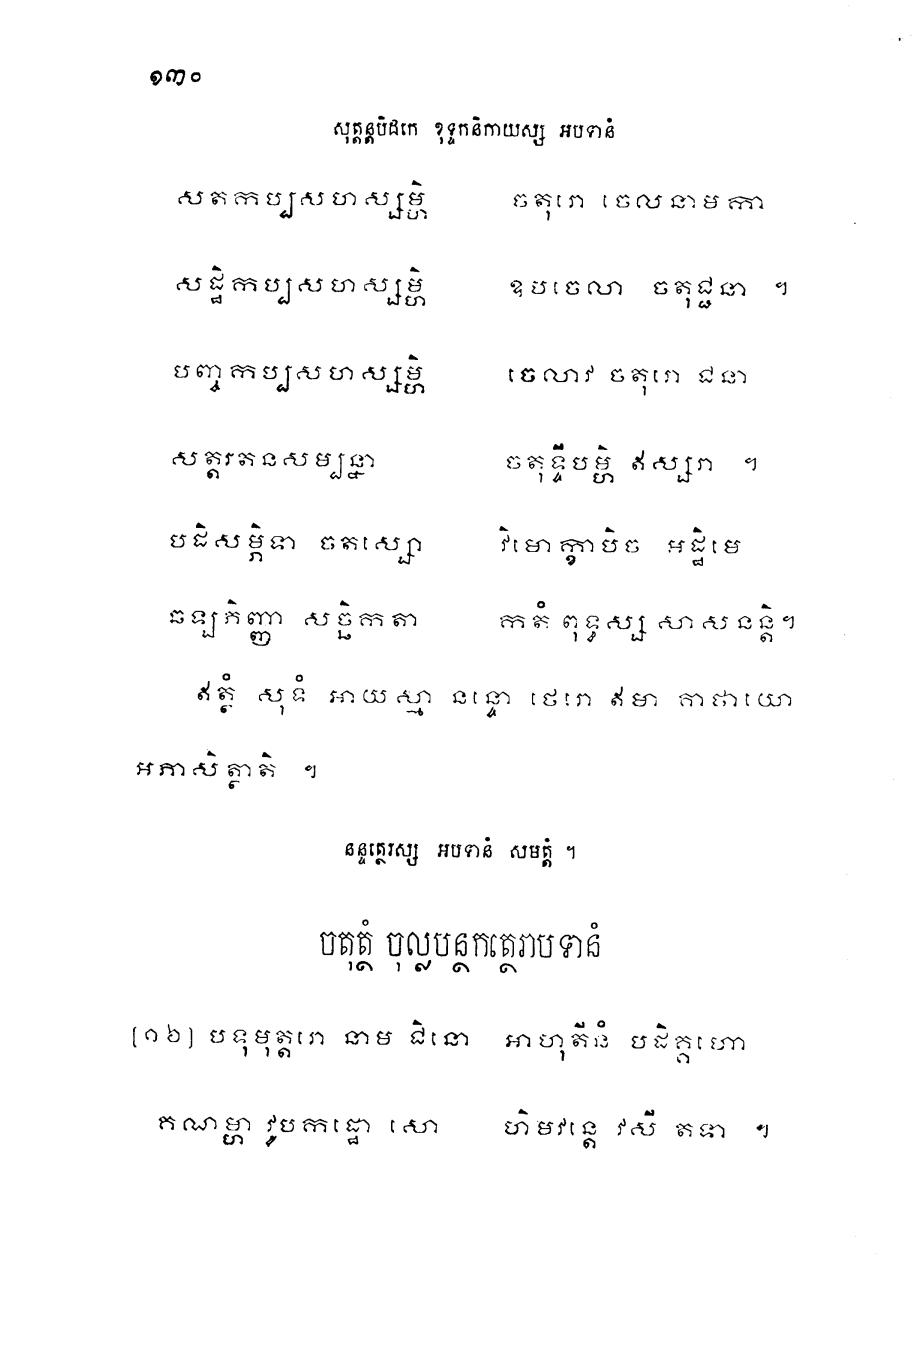 ១៣០
សុត្តន្តបិដកេ ខុទ្ទកនិកាយស្ស អបទានំ
សតកប្បសហស្សម្ហិ ចតុរោ ចេលនាមកា
សដ្ឋិកប្បសហស្សម្ហិ ឧបចេលា ចតុជ្ជនា ។
បញ្ចកប្បសហស្សម្ហិ ចេលាវ ចតុរោ ជនា
សត្តរតនសម្បន្នា ចតុទ្ទីបម្ហិ ឥស្សរា ។
បដិសម្ភិទា ចតស្សោ វិមោក្ខាបិច អដ្ឋិមេ
ឆឡភិញ្ញា សច្ឆិកតា កតំ ពុទ្ធស្ស សាសនន្តិ។
ឥត្ថំ សុទំ អាយស្មា នន្ទោ ថេរោ ឥមា គាថាយោ
អភាសិត្ថាតិ ។
នន្ទត្ថេរស្ស អបទានំ សមត្តំ ។
ចតុត្ថំ ចុល្លបន្ថកត្ថេរាបទានំ
[១៦] បទុមុត្តរោ នាម ជិនោ អាហុតីនំ បដិគ្គហោ
គណម្ហា វូបកដ្ឋោ សោ ហិមវន្តេ វសី តទា ។